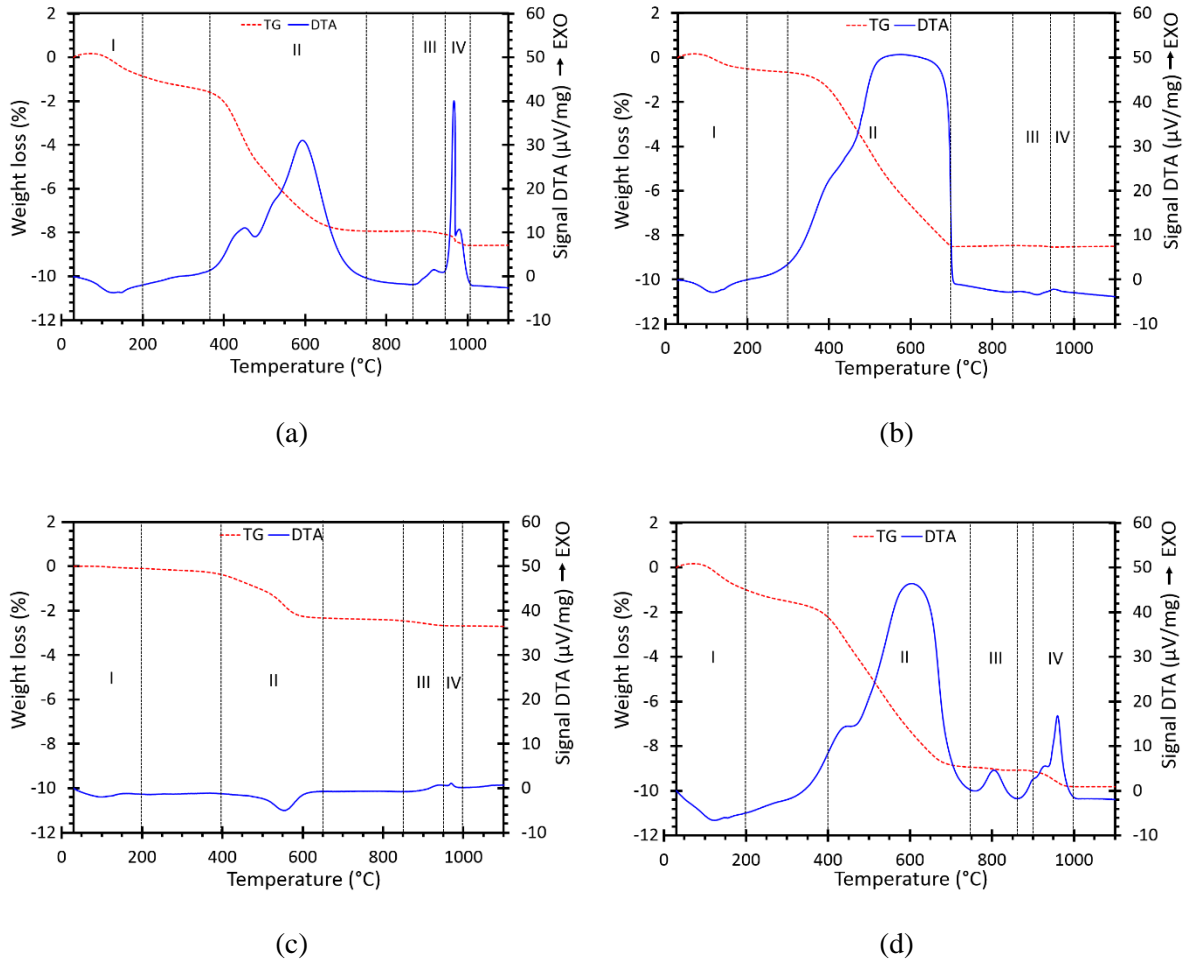 TG DTA
I II III IV
2 0 -2 -4 -6 -8 -10 -12
Weight loss (%)
60 50 40 30 20 10 0 -10
Signal DTA (µV/mg) → EXO
0 200 400 600 800 1000
Temperature (°C)
(a)
TG DTA
I II III IV
2 0 -2 -4 -6 -8 -10 -12
Weight loss (%)
60 50 40 30 20 10 0 -10
Signal DTA (µV/mg) → EXO
0 200 400 600 800 1000
Temperature (°C)
(b)
TG DTA
I II III IV
2 0 -2 -4 -6 -8 -10 -12
Weight loss (%)
60 50 40 30 20 10 0 -10
Signal DTA (µV/mg) → EXO
0 200 400 600 800 1000
Temperature (°C)
(c)
TG DTA
I II III IV
2 0 -2 -4 -6 -8 -10 -12
Weight loss (%)
60 50 40 30 20 10 0 -10
Signal DTA (µV/mg) → EXO
0 200 400 600 800 1000
Temperature (°C)
(d)